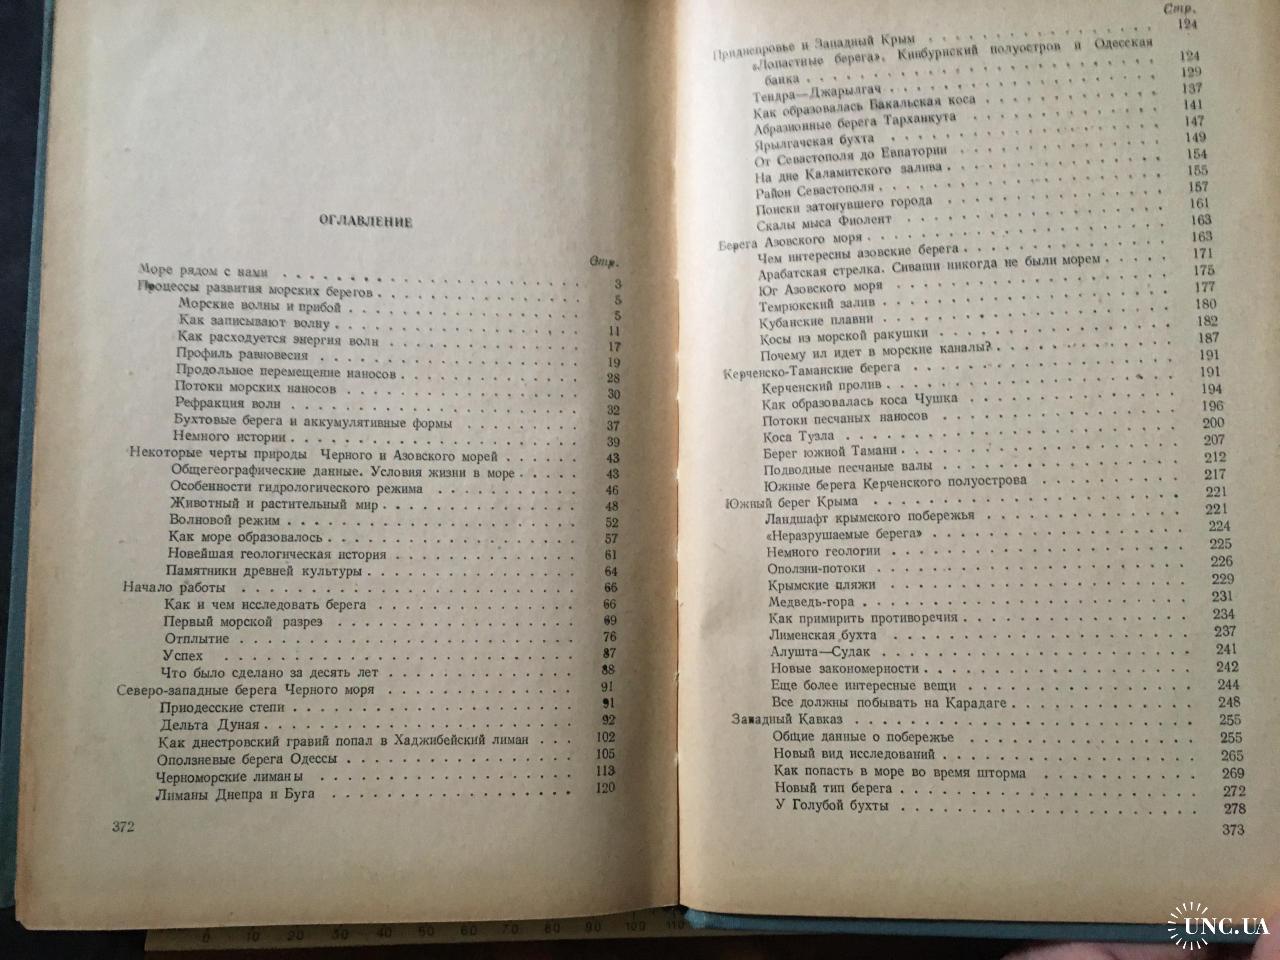 ОГЛАВЛЕНИЕ
Стр.
Море рядом с нами . . . . . . . . . . . . . . . . 3
Процессы развития морских берегов . . . . . . . . . . . . 5
Морские волны и прибой . . . . . . . . . . . . 5
Как записывают волну . . . . . . . . . . . . 11
Как расходуется энергия волн . . . . . . . . . . . . 17
Профиль равновесия . . . . . . . . . . . . 19
Продольное перемещение наносов . . . . . . . . . . . . 28
Потоки морских наносов . . . . . . . . . . . . 30
Рефракция волн . . . . . . . . . . . . 32
Бухтовые берега и аккумулятивные формы . . . . . . . . 37
Немного истории . . . . . . . . . . . . 39
Некоторые черты природы Черного и Азовского морей . . . . . 43
Общегеографические данные. Условия жизни в море . . . . 43
Особенности гидрологического режима . . . . . . . . . 46
Животный и растительный мир . . . . . . . . . . . . 48
Волновой режим . . . . . . . . . . . . 52
Как море образовалось . . . . . . . . . . . . 57
Новейшая геологическая история . . . . . . . . . . . . 61
Памятники древней культуры . . . . . . . . . . . . 64
Начало работы . . . . . . . . . . . . 66
Как и чем исследовать берега . . . . . . . . . . . . 66
Первый морской разрез . . . . . . . . . . . . 69
Отплытие . . . . . . . . . . . . 76
Успех . . . . . . . . . . . . 87
Что было сделано за десять лет . . . . . . . . . . . . 88
Северо-западные берега Черного моря . . . . . . . . . . . . 91
Приодесские степи . . . . . . . . . . . . 91
Дельта Дуная . . . . . . . . . . . . 92
Как днестровский гравий попал в Хаджибейский лиман . . . 102
Оползневые берега Одессы . . . . . . . . . . . . 105
Черноморские лиманы . . . . . . . . . . . . 113
Лиманы Днепра и Буга . . . . . . . . . . . . 120
372
Стр.
Приднепровье и Западный Крым . . . . . . . . . . . . 124
«Лопастные берега». Кинбурнский полуостров и Одесская
банка . . . . . . . . . . . . 124
Тендра—Джарылгач . . . . . . . . . . . . 129
Как образовалась Бакальская коса . . . . . . . . . . . . 137
Абразионные берега Тарханкута . . . . . . . . . . . . 141
Ярылгачская бухта . . . . . . . . . . . . 147
От Севастополя до Евпатории . . . . . . . . . . . . 149
На дне Каламитского залива . . . . . . . . . . . . 154
Район Севастополя . . . . . . . . . . . . 155
Поиски затонувшего города . . . . . . . . . . . . 157
Скалы мыса Фиолент . . . . . . . . . . . . 161
Берега Азовского моря . . . . . . . . . . . . 163
Чем интересны азовские берега . . . . . . . . . . . . 163
Арабатская стрелка. Сиваши никогда не были морем . . . . 171
Юг Азовского моря . . . . . . . . . . . . 175
Темрюкский залив . . . . . . . . . . . . 177
Кубанские плавни . . . . . . . . . . . . 180
Косы из морской ракушки . . . . . . . . . . . . 182
Почему ил идет в морские каналы? . . . . . . . . . . . . 187
Керченско-Таманские берега . . . . . . . . . . . . 191
Керченский пролив . . . . . . . . . . . . 191
Как образовалась коса Чушка . . . . . . . . . . . . 194
Потоки песчаных наносов . . . . . . . . . . . . 196
Коса Тузла . . . . . . . . . . . . 200
Берег южной Тамани . . . . . . . . . . . . 207
Подводные песчаные валы . . . . . . . . . . . . 212
Южные берега Керченского полуострова . . . . . . . . 217
Южный берег Крыма . . . . . . . . . . . . 221
Ландшафт крымского побережья . . . . . . . . . . . . 221
«Неразрушаемые берега» . . . . . . . . . . . . 224
Немного геологии . . . . . . . . . . . . 225
Оползни-потоки . . . . . . . . . . . . 226
Крымские пляжи . . . . . . . . . . . . 229
Медведь-гора . . . . . . . . . . . . 231
Как примирить противоречия . . . . . . . . . . . . 234
Лименская бухта . . . . . . . . . . . . 237
Алушта—Судак . . . . . . . . . . . . 241
Новые закономерности . . . . . . . . . . . . 242
Еще более интересные вещи . . . . . . . . . . . . 244
Все должны побывать на Карадаге . . . . . . . . . . . . 248
Западный Кавказ . . . . . . . . . . . . 255
Общие данные о побережье . . . . . . . . . . . . 255
Новый вид исследований . . . . . . . . . . . . 265
Как попасть в море во время шторма . . . . . . . . . 269
Новый тип берега . . . . . . . . . . . . 272
У Голубой бухты . . . . . . . . . . . . 278
373
0 10 20 30 40 50 60 70 80 90 100 110
UNC.UA